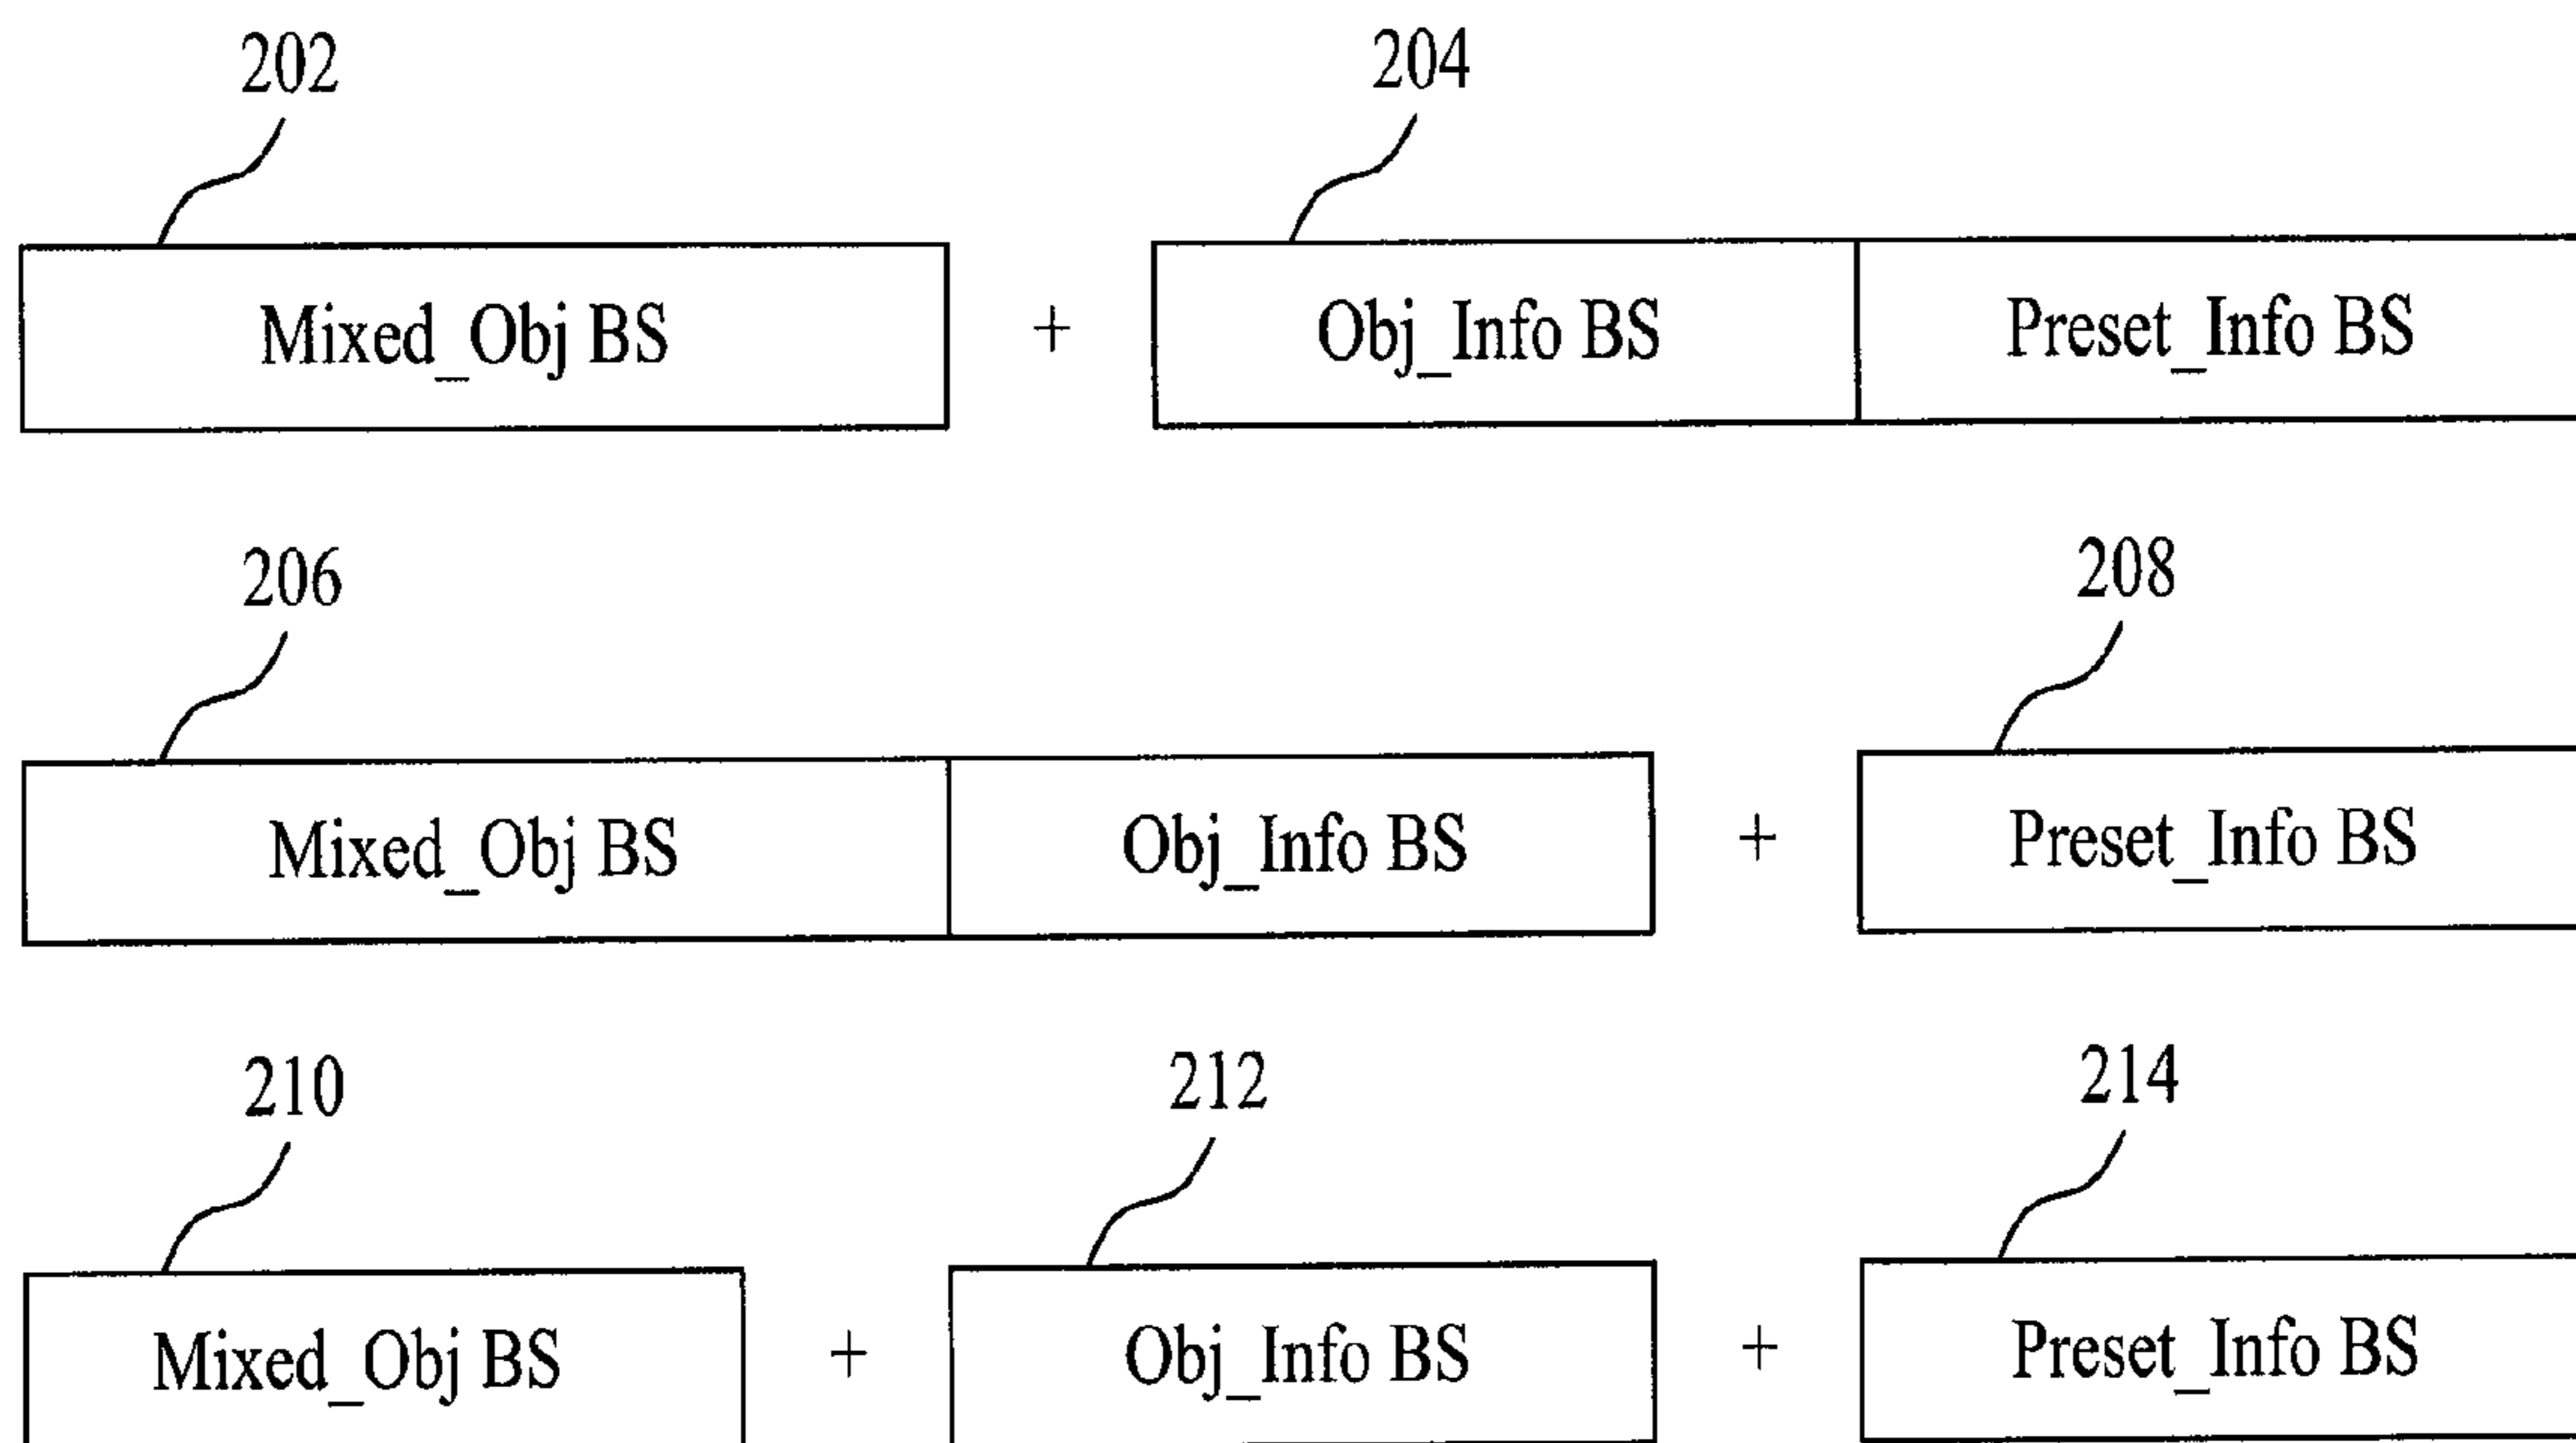 202 204
Mixed_Obj BS + Obj_Info BS Preset_Info BS
206 208
Mixed_Obj BS Obj_Info BS + Preset_Info BS
210 212 214
Mixed_Obj BS + Obj_Info BS + Preset_Info BS